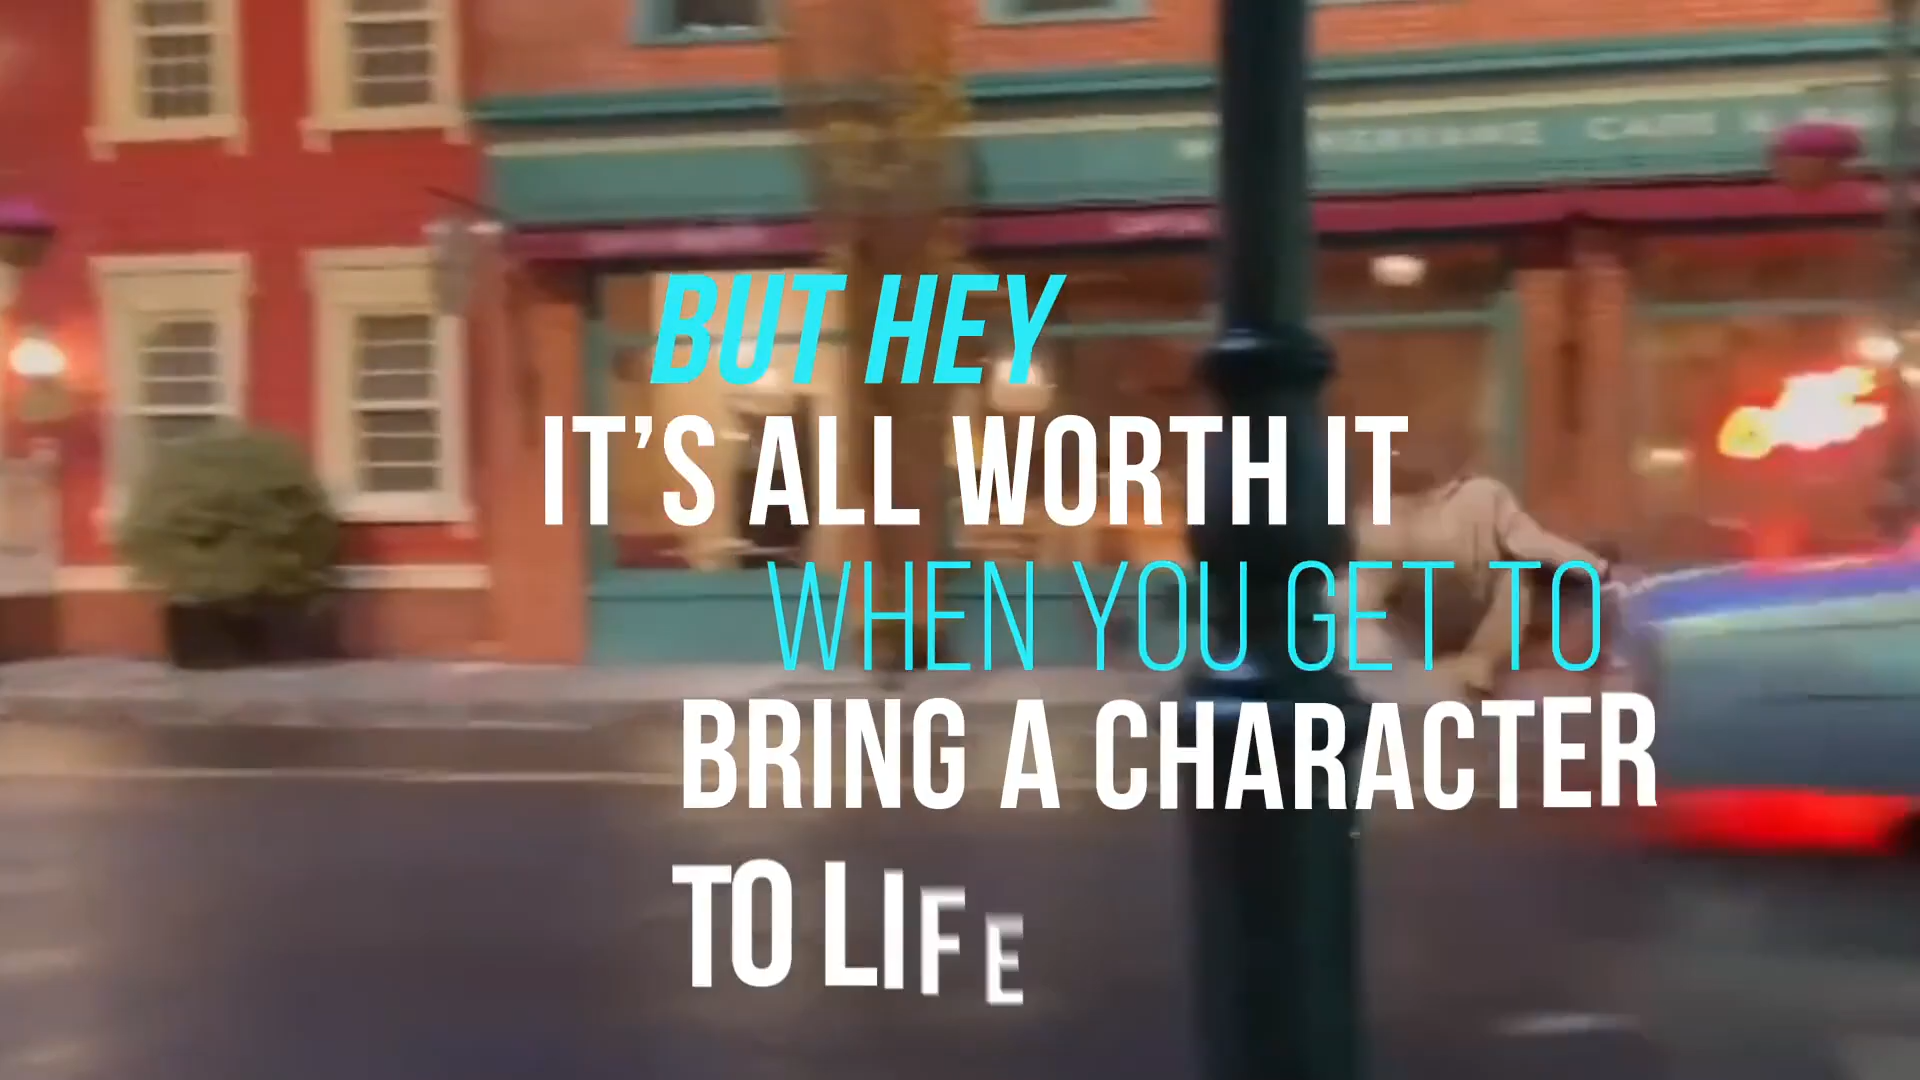 BUT HEY
IT'S ALL WORTH IT
WHEN YOU GET TO
BRING A CHARACTER
TO LIFE